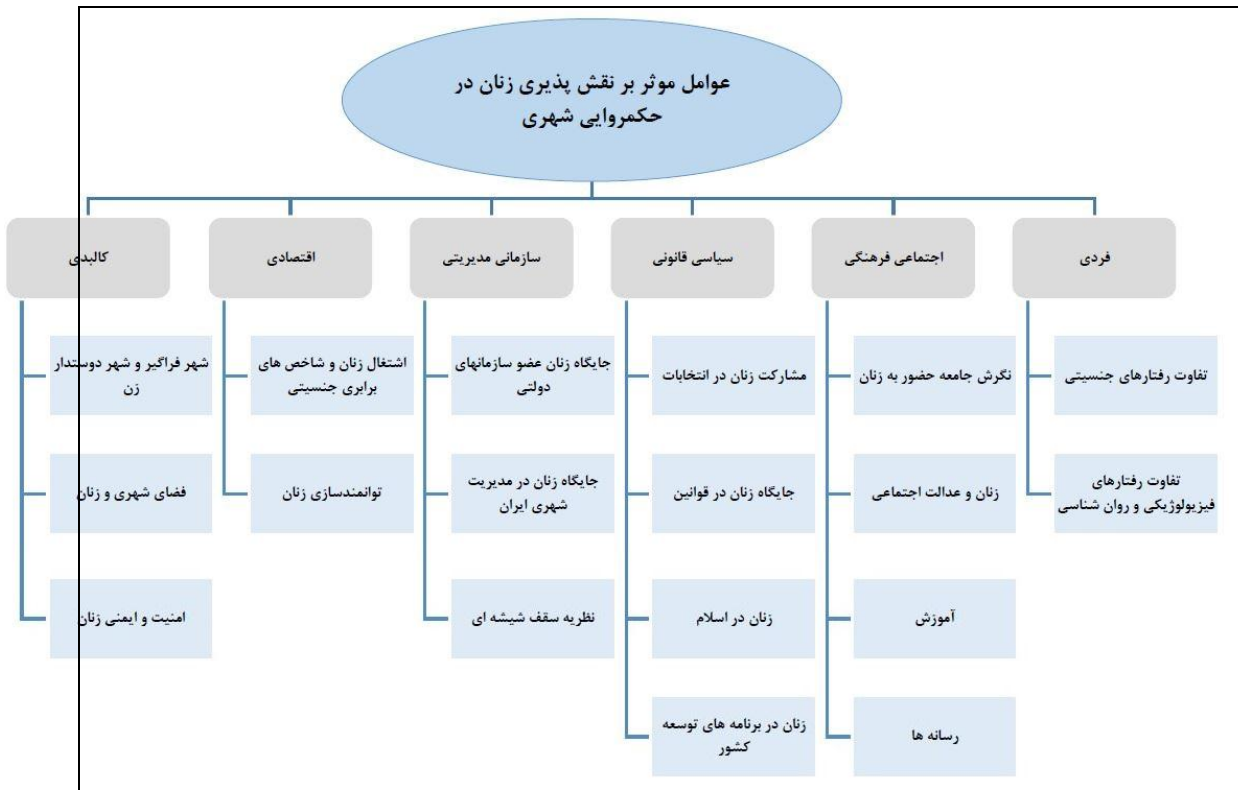 عوامل موثر بر نقش پذیری زنان در
حکمروایی شهری
فردی
اجتماعی فرهنگی
سیاسی قانونی
سازمانی مدیریتی
اقتصادی
کالبدی
تفاوت رفتارهای جنسیتی
نگرش جامعه حضور به زنان
مشارکت زنان در انتخابات
جایگاه زنان عضو سازمانهای
دولتی
اشتغال زنان و شاخص های
برابری جنسیتی
شهر فراگیر و شهر دوستدار
زن
تفاوت رفتارهای
فیزیولوژیکی و روان شناسی
زنان و عدالت اجتماعی
جایگاه زنان در قوانین
جایگاه زنان در مدیریت
شهری ایران
توانمندسازی زنان
فضای شهری و زنان
آموزش
زنان در اسلام
نظریه سقف شیشه ای
امنیت و ایمنی زنان
رسانه ها
زنان در برنامه های توسعه
کشور